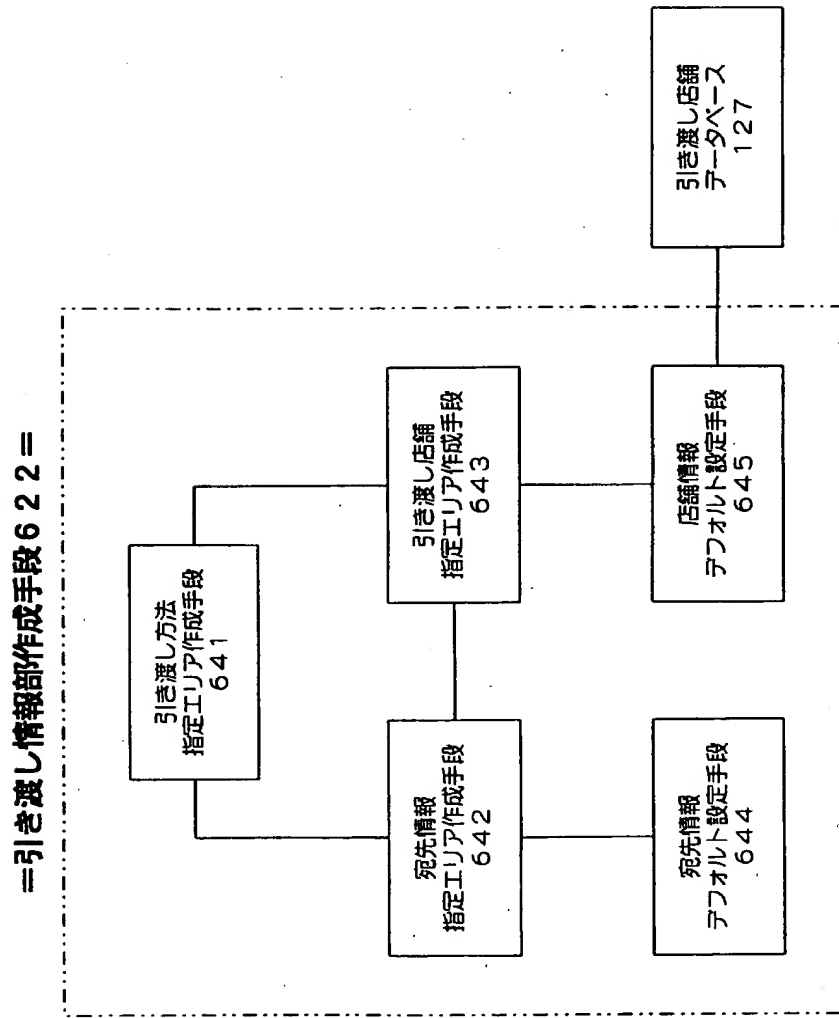 =引き渡し情報部作成手段622=
引き渡し方法
指定エリア作成手段
641
宛先情報
指定エリア作成手段
642
引き渡し店舗
指定エリア作成手段
643
宛先情報
デフォルト設定手段
644
店舗情報
デフォルト設定手段
645
引き渡し店舗
データベース
127